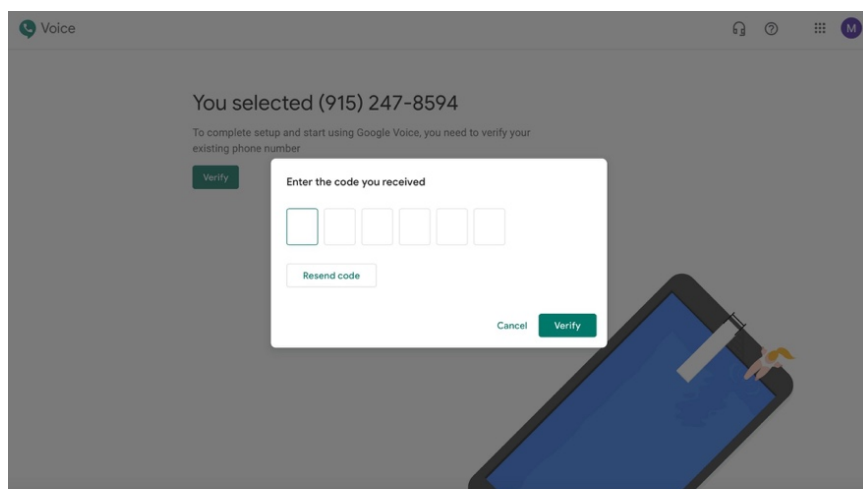 Voice
M
You selected (915) 247-8594
To complete setup and start using Google Voice, you need to verify your
existing phone number
Verify
Enter the code you received
Resend code
Cancel
Verify